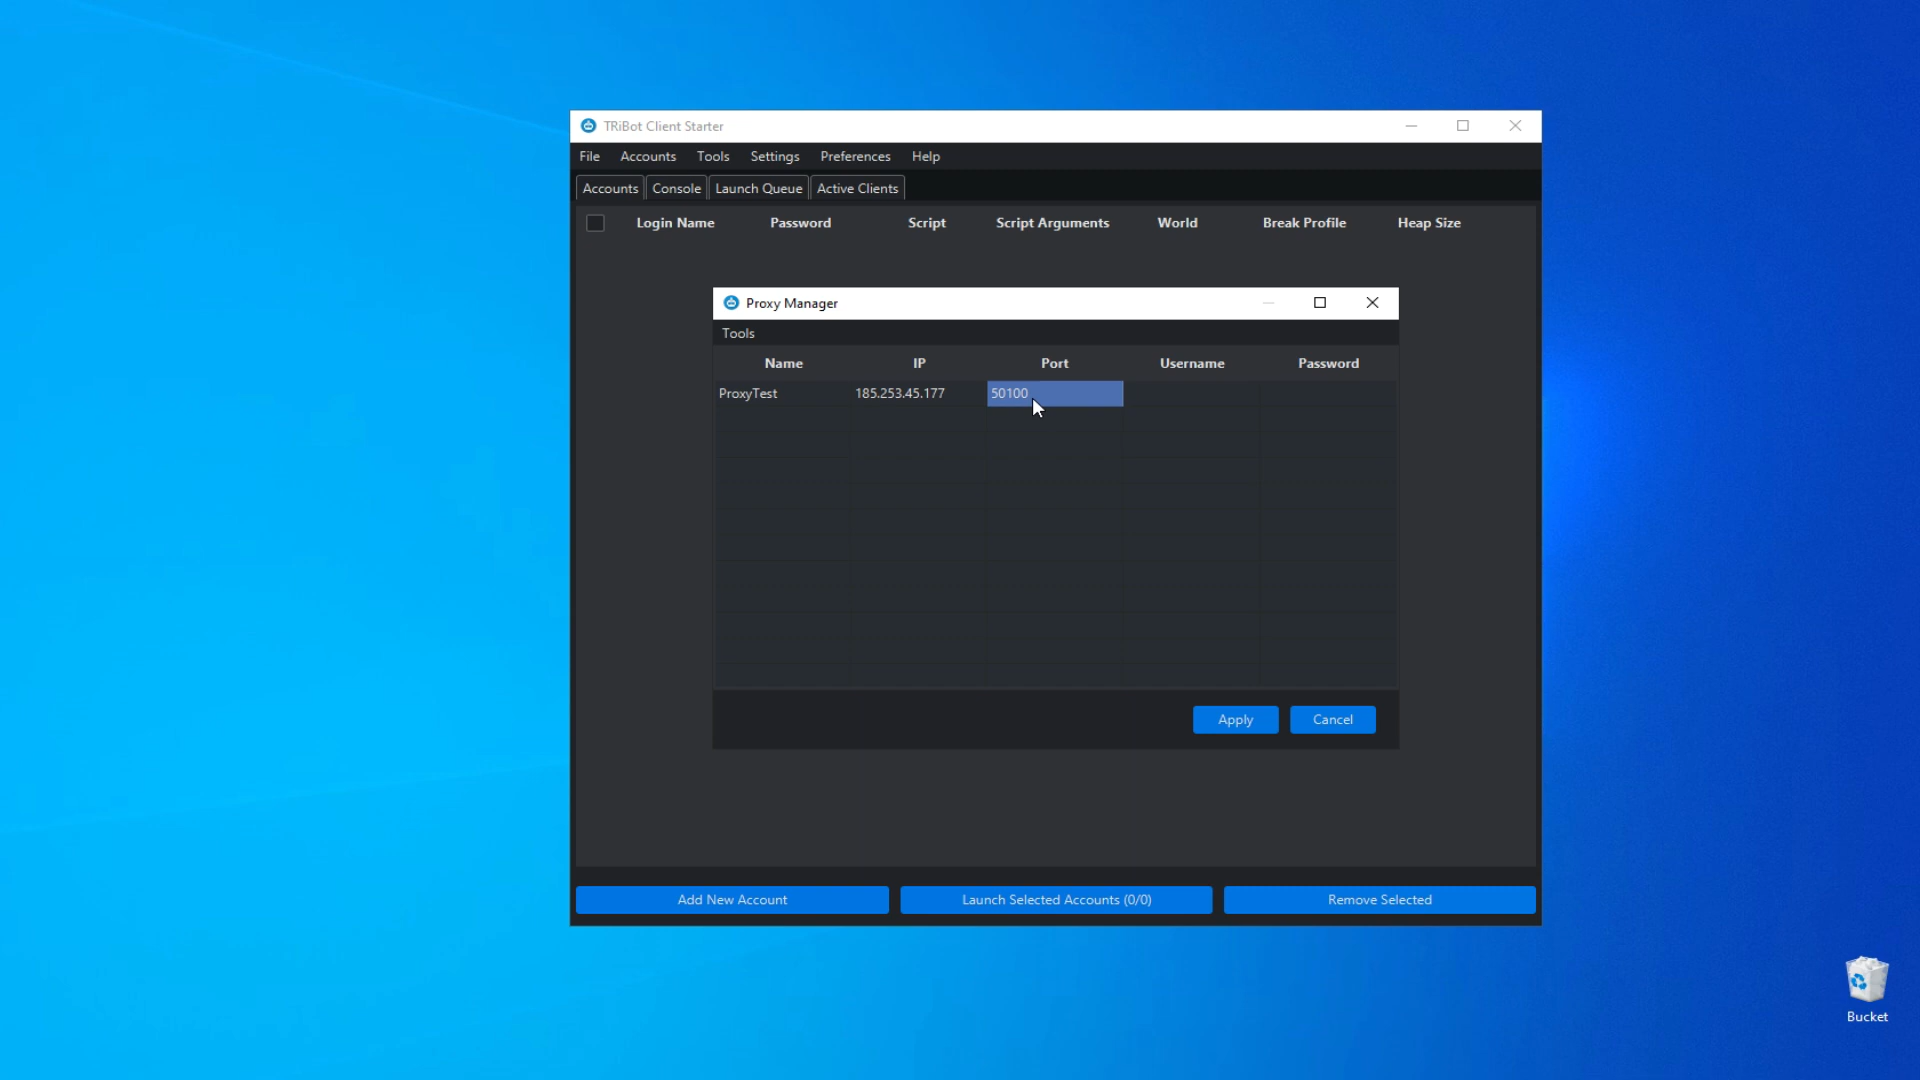 TRiBot Client Starter
File Accounts Tools Settings Preferences Help
Accounts Console Launch Queue Active Clients
Login Name Password Script Script Arguments World Break Profile Heap Size
Proxy Manager
Tools
Name IP Port Username Password
ProxyTest 185.253.45.177 50100
Apply Cancel
Add New Account Launch Selected Accounts (0/0) Remove Selected
Bucket